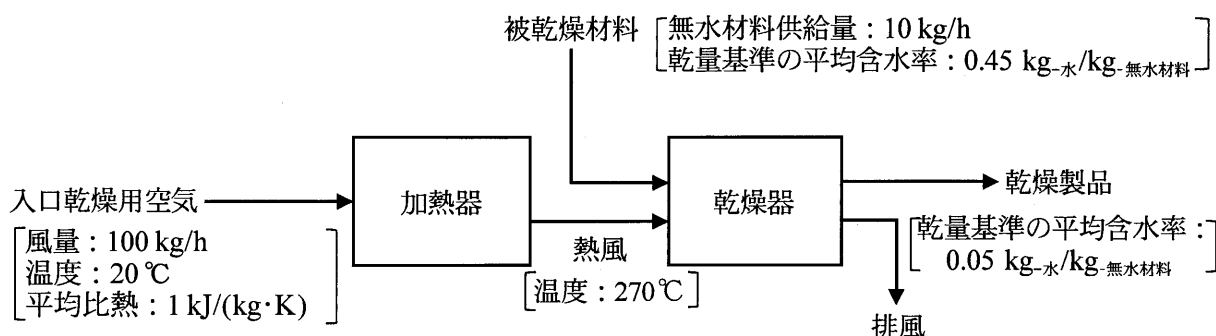 被乾燥材料
無水材料供給量：10 kg/h
乾量基準の平均含水率：0.45 kg-水/kg-無水材料
入口乾燥用空気
風量：100 kg/h
温度：20 ℃
平均比熱：1 kJ/(kg·K)
加熱器
熱風
温度：270℃
乾燥器
乾燥製品
乾量基準の平均含水率：
0.05 kg-水/kg-無水材料
排風